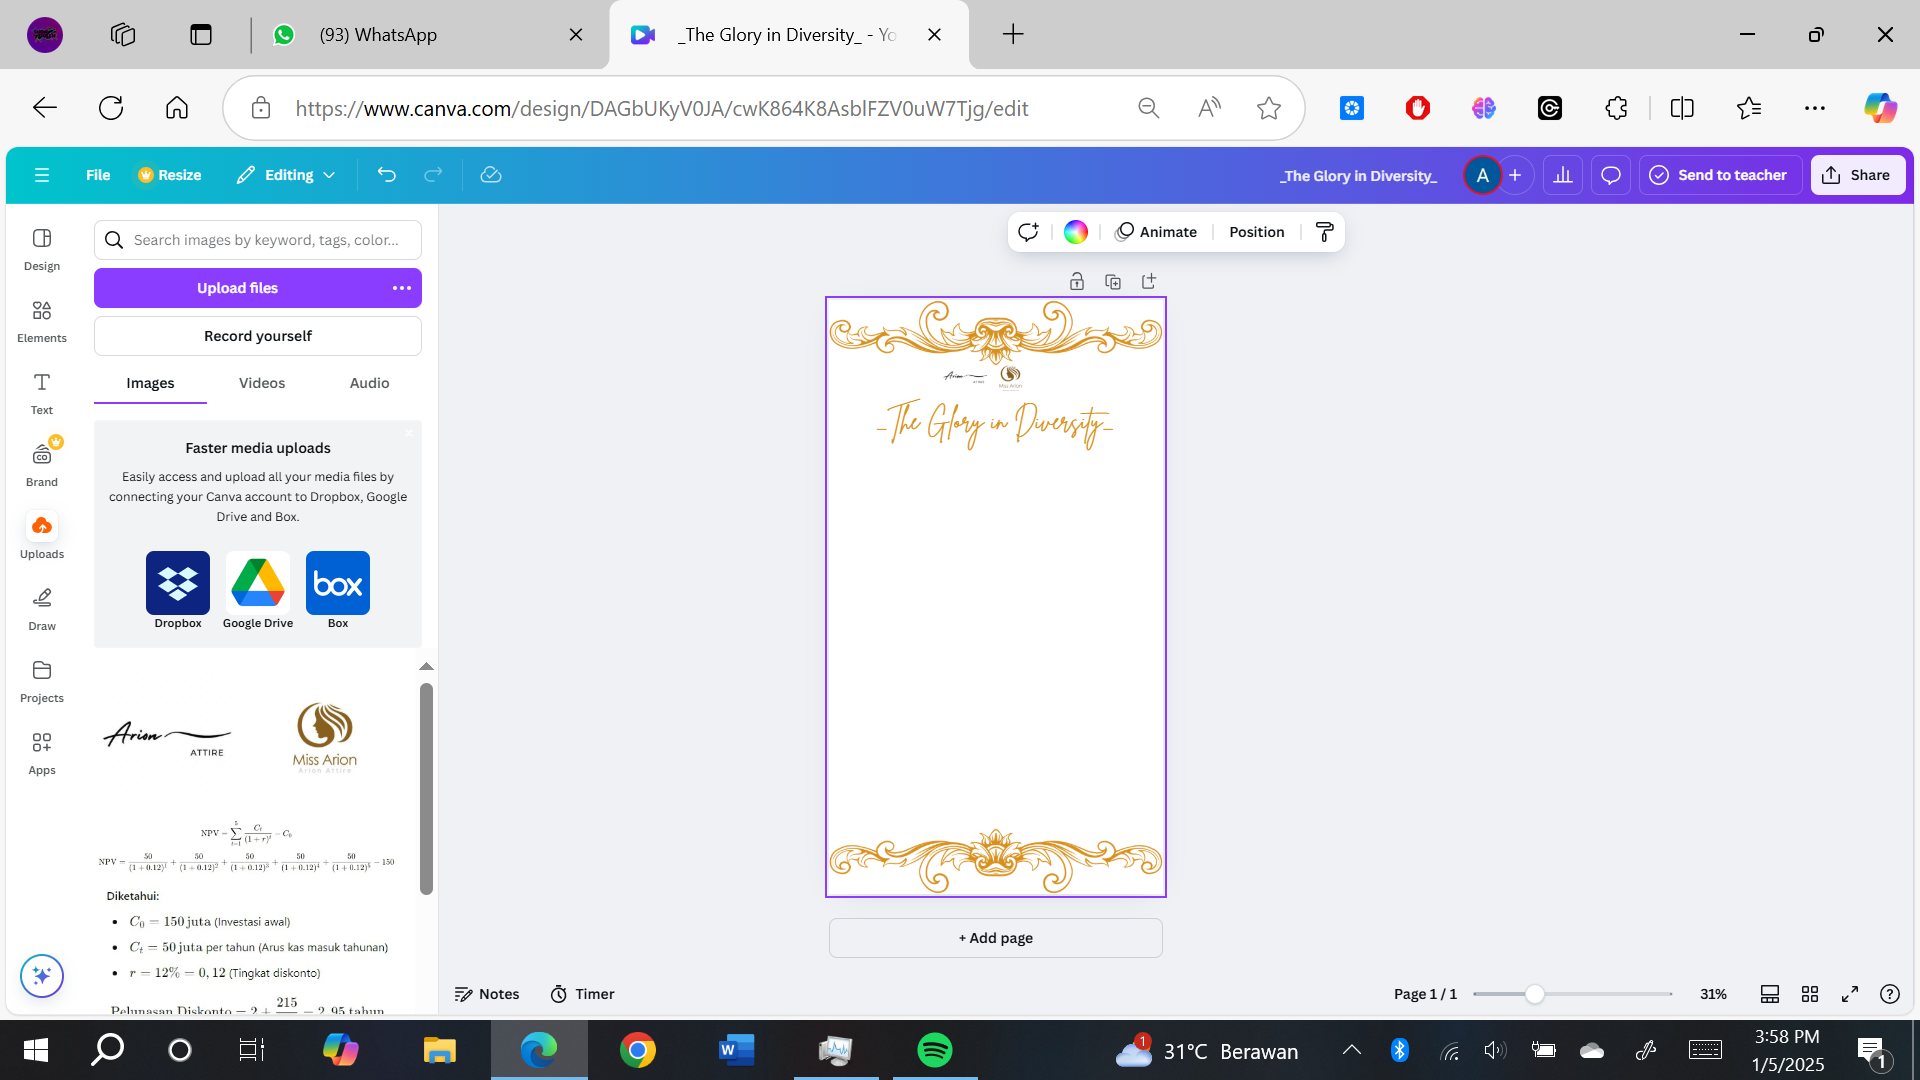 (93) WhatsApp
_The Glory in Diversity_ - Yo
https://www.canva.com/design/DAGbUKyV0JA/cwK864K8AsblFZV0uW7Tjg/edit
File
Resize
Editing
_The Glory in Diversity_
A
Send to teacher
Share
Design
Elements
Text
Brand
Uploads
Draw
Projects
Apps
Search images by keyword, tags, color...
Upload files
Record yourself
Images
Videos
Audio
Faster media uploads
Easily access and upload all your media files by
connecting your Canva account to Dropbox, Google
Drive and Box.
box
Dropbox
Google Drive
Box
Arion
ATTIRE
Miss Arion
Arion Attire
NPV = \sum_{t=1}^{5} \frac{C_t}{(1+r)^t} - C_0
NPV = \frac{50}{(1+0.12)^1} + \frac{50}{(1+0.12)^2} + \frac{50}{(1+0.12)^3} + \frac{50}{(1+0.12)^4} + \frac{50}{(1+0.12)^5} - 150
Diketahui:
• C₀ = 150 juta (Investasi awal)
• Cₜ = 50 juta per tahun (Arus kas masuk tahunan)
• r = 12% = 0,12 (Tingkat diskonto)
Pelunasan Diskonto = 2 + 215 = 2,95 tahun
Animate
Position
Arion
ATTIRE
Miss Arion
_The Glory in Diversity_
+ Add page
Notes
Timer
Page 1 / 1
31%
1
31°C Berawan
3:58 PM
1/5/2025
1